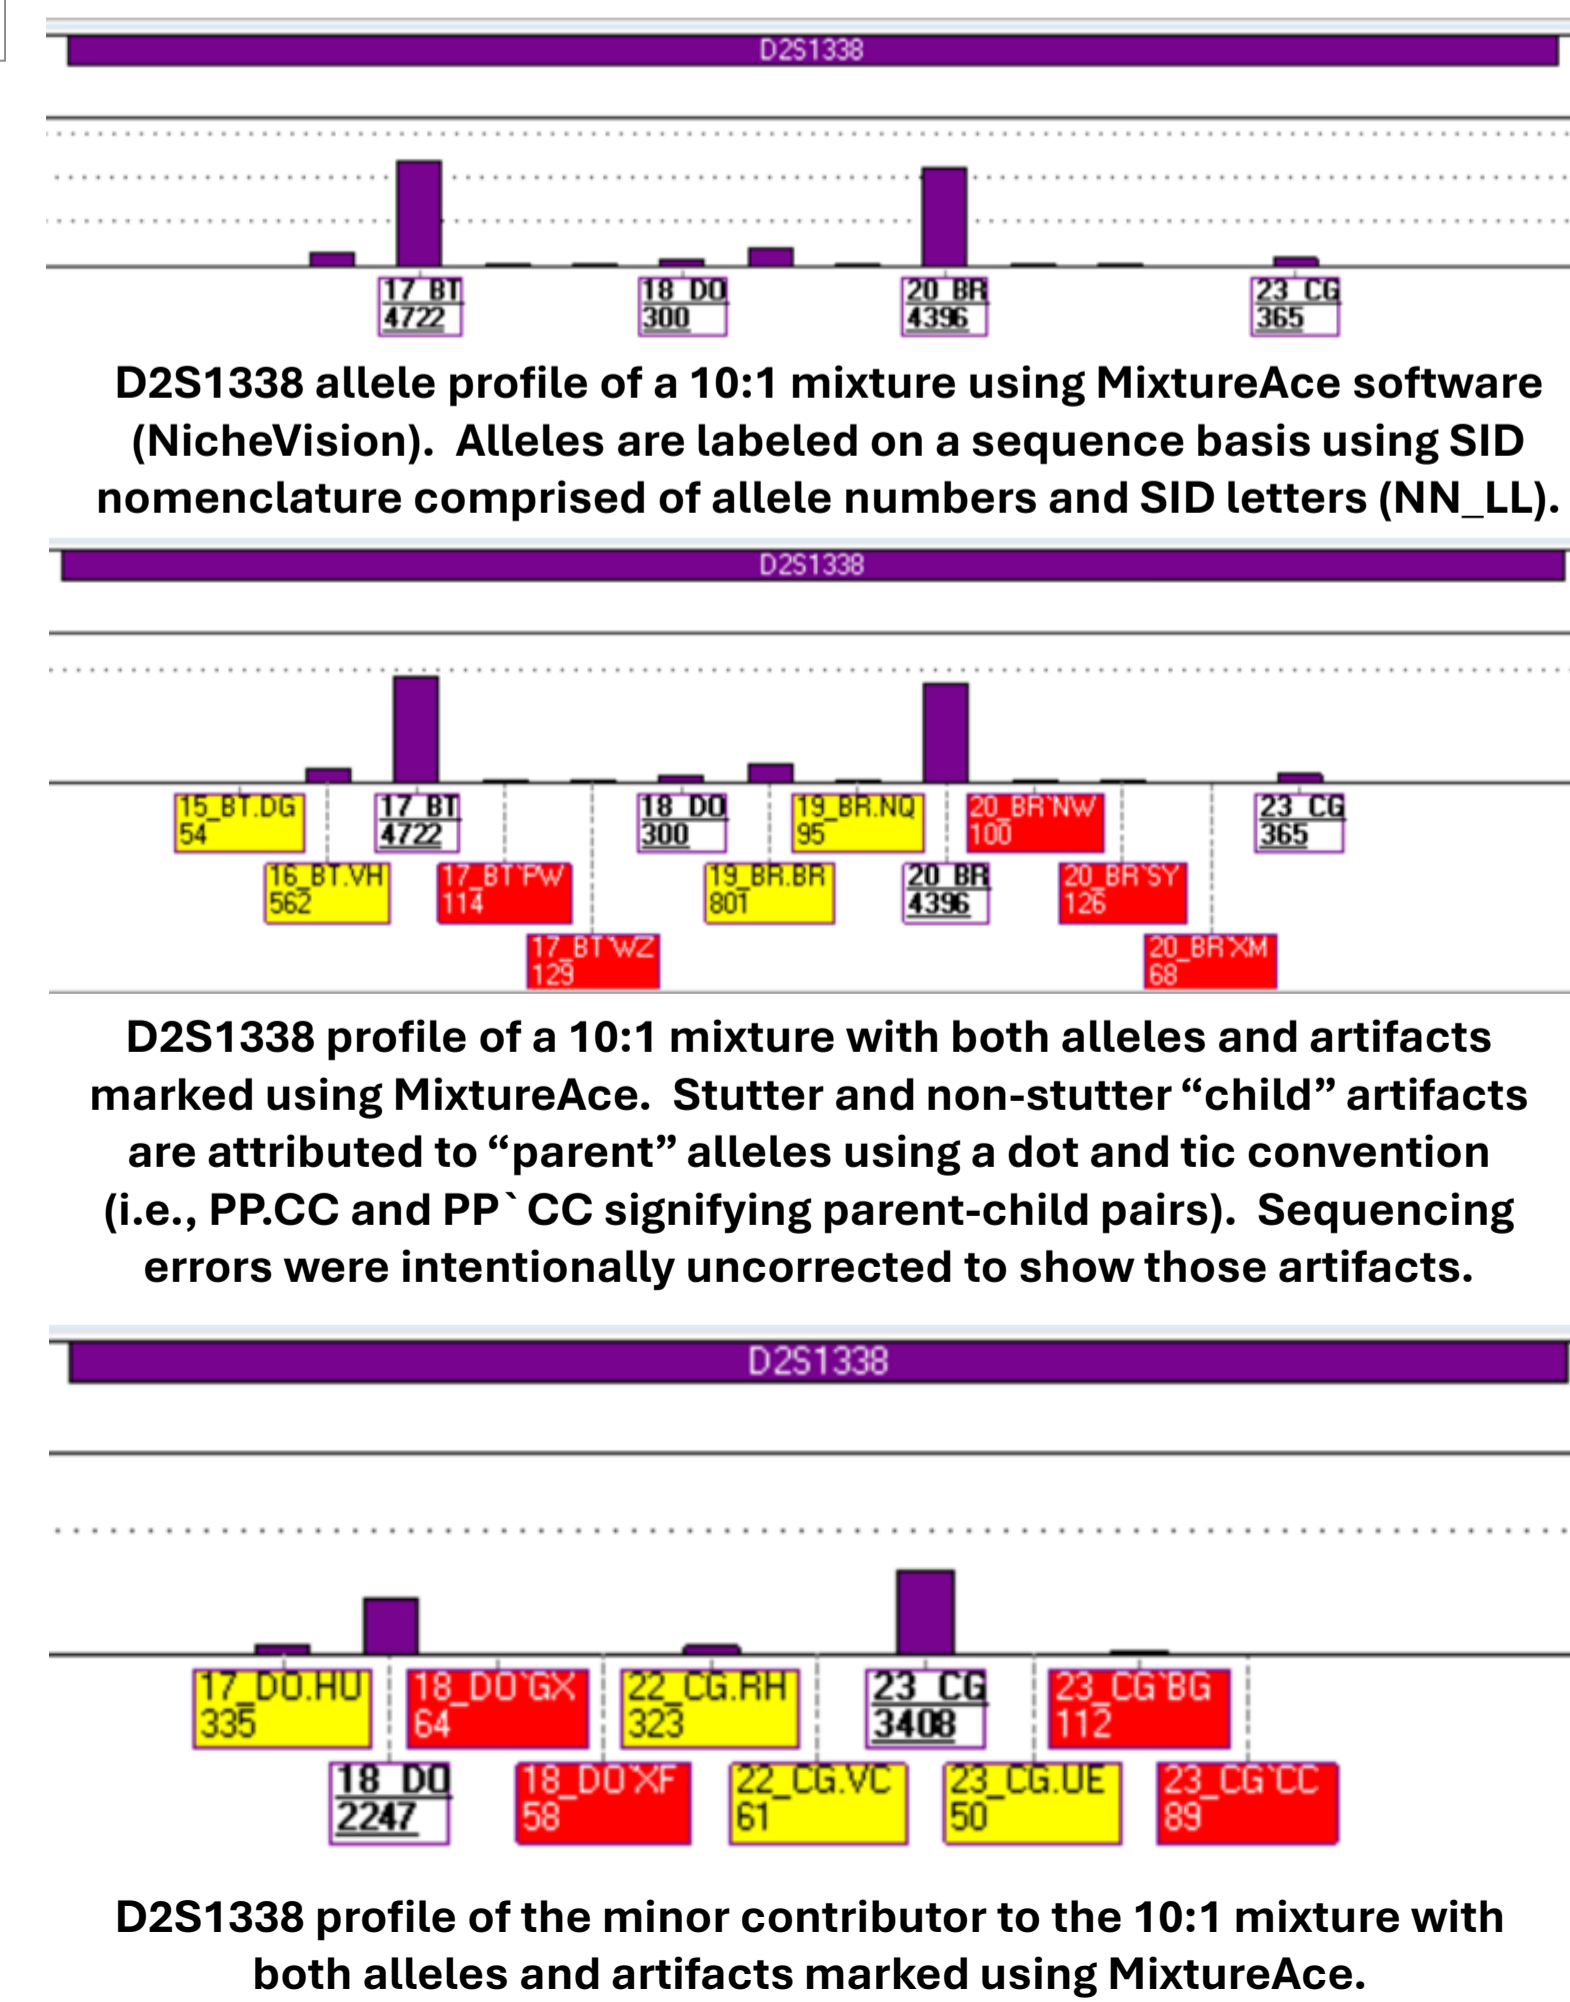 D2S1338
17_BT 18_DO 20_BR 23_CG
4722 300 4396 365
D2S1338 allele profile of a 10:1 mixture using MixtureAce software
(NicheVision). Alleles are labeled on a sequence basis using SID
nomenclature comprised of allele numbers and SID letters (NN_LL).
D2S1338
15_BT.DG 17_BT 18_DO 19_BR.NQ 20_BR`NW 23_CG
54 4722 300 95 100 365
16_BT.VH 17_BT`PW 19_BR.BR 20_BR 20_BR`SY
562 114 801 4396 126
17_BT`WZ 20_BR`XM
129 68
D2S1338 profile of a 10:1 mixture with both alleles and artifacts
marked using MixtureAce. Stutter and non-stutter “child” artifacts
are attributed to “parent” alleles using a dot and tic convention
(i.e., PP.CC and PP`CC signifying parent-child pairs). Sequencing
errors were intentionally uncorrected to show those artifacts.
D2S1338
17_DO.HU 18_DO`GX 22_CG.RH 23_CG 23_CG`BG
335 64 323 3408 112
18_DO 18_DO`XF 22_CG.VC 23_CG.UE 23_CG`CC
2247 58 61 50 89
D2S1338 profile of the minor contributor to the 10:1 mixture with
both alleles and artifacts marked using MixtureAce.